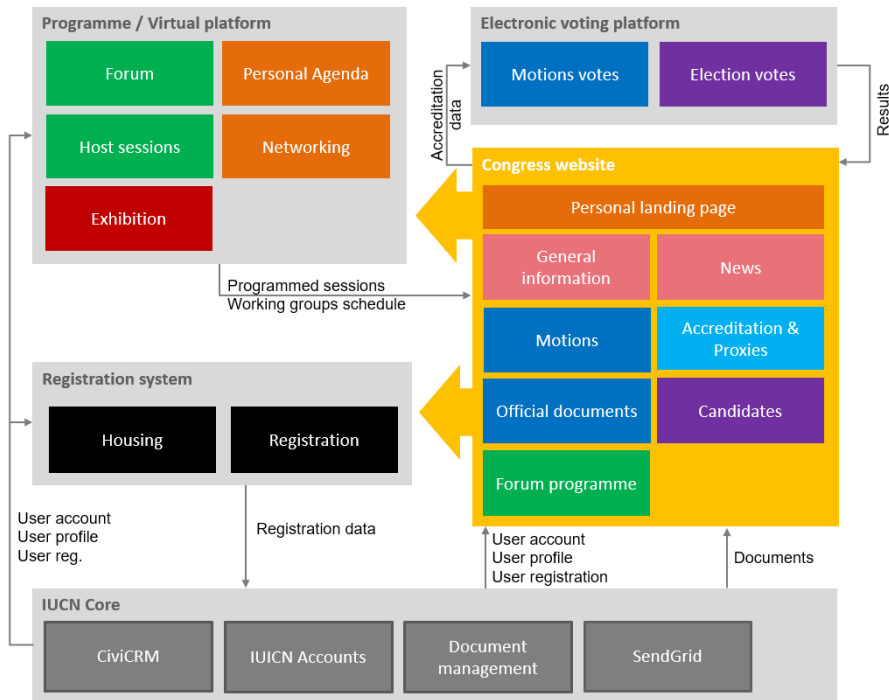 Programme / Virtual platform
Forum
Personal Agenda
Host sessions
Networking
Exhibition
Electronic voting platform
Motions votes
Election votes
Accreditation
data
Results
Congress website
Personal landing page
General
information
News
Motions
Accreditation &
Proxies
Official documents
Candidates
Forum programme
Programmed sessions
Working groups schedule
Registration system
Housing
Registration
User account
User profile
User reg.
Registration data
User account
User profile
User registration
Documents
IUCN Core
CiviCRM
IUICN Accounts
Document
management
SendGrid